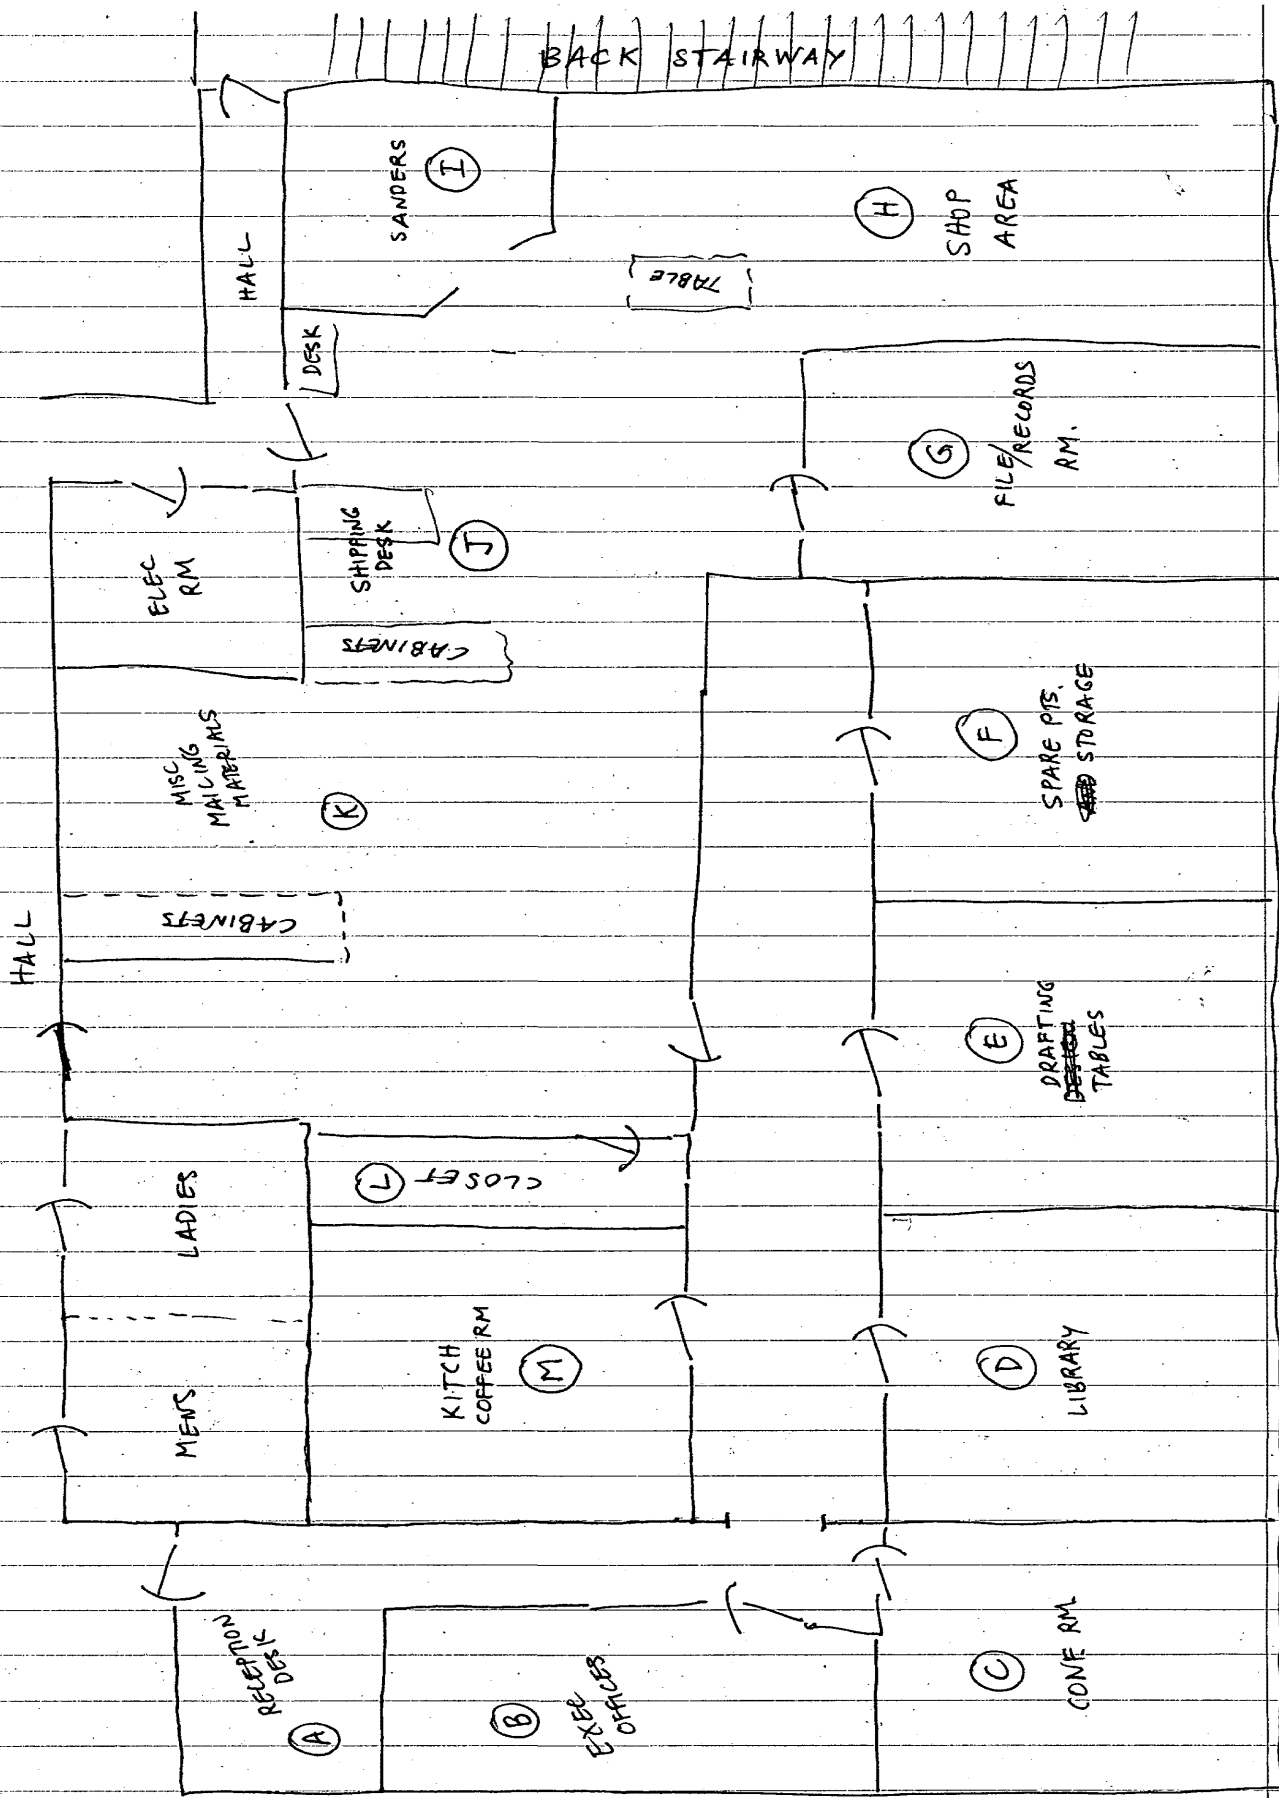 BACK STAIRWAY
HALL
SANDERS
I
H
SHOP
AREA
TABLE
DESK
G
FILE/RECORDS
RM.
ELEC
RM
SHIPPING
DESK
J
CABINETS
MISC
MAILING
MATERIALS
K
F
SPARE PTS.
STORAGE
HALL
CABINETS
E
DRAFTING
TABLES
LADIES
L
CLOSET
MENS
KITCH
COFFEE RM
M
D
LIBRARY
RECEPTION
DESK
A
B
EXEC
OFFICES
C
CONF RM.